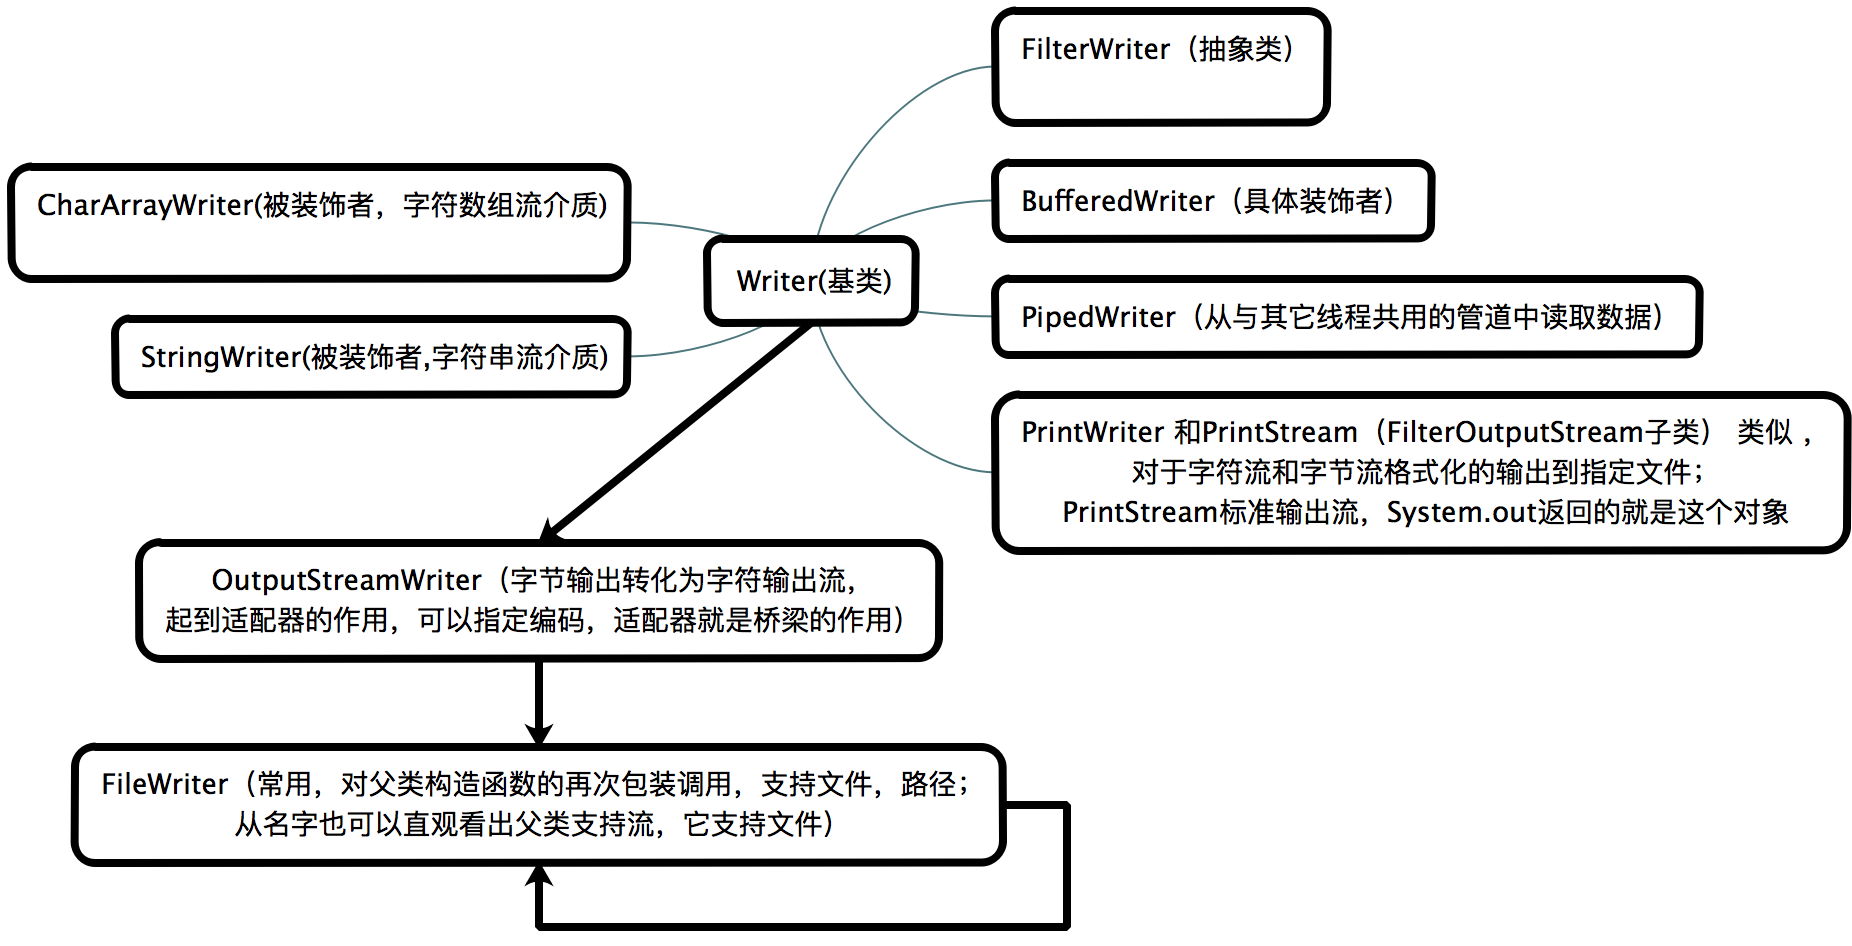 FilterWriter（抽象类）
CharArrayWriter(被装饰者，字符数组流介质)
BufferedWriter（具体装饰者）
Writer(基类)
PipedWriter（从与其它线程共用的管道中读取数据）
StringWriter(被装饰者,字符串流介质)
PrintWriter 和PrintStream（FilterOutputStream子类） 类似 ，
对于字符流和字节流格式化的输出到指定文件；
PrintStream标准输出流，System.out返回的就是这个对象
OutputStreamWriter（字节输出转化为字符输出流，
起到适配器的作用，可以指定编码，适配器就是桥梁的作用）
FileWriter（常用，对父类构造函数的再次包装调用，支持文件，路径；
从名字也可以直观看出父类支持流，它支持文件）